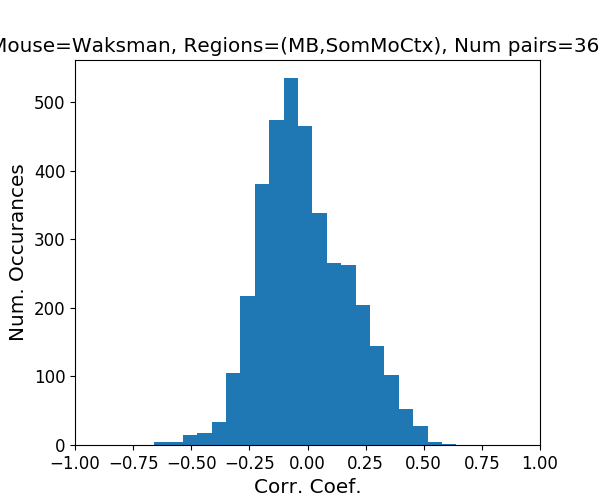 Mouse=Waksman, Regions=(MB,SomMoCtx), Num pairs=36
500
400
300
200
100
0
Num. Occurances
−1.00 −0.75 −0.50 −0.25 0.00 0.25 0.50 0.75 1.00
Corr. Coef.